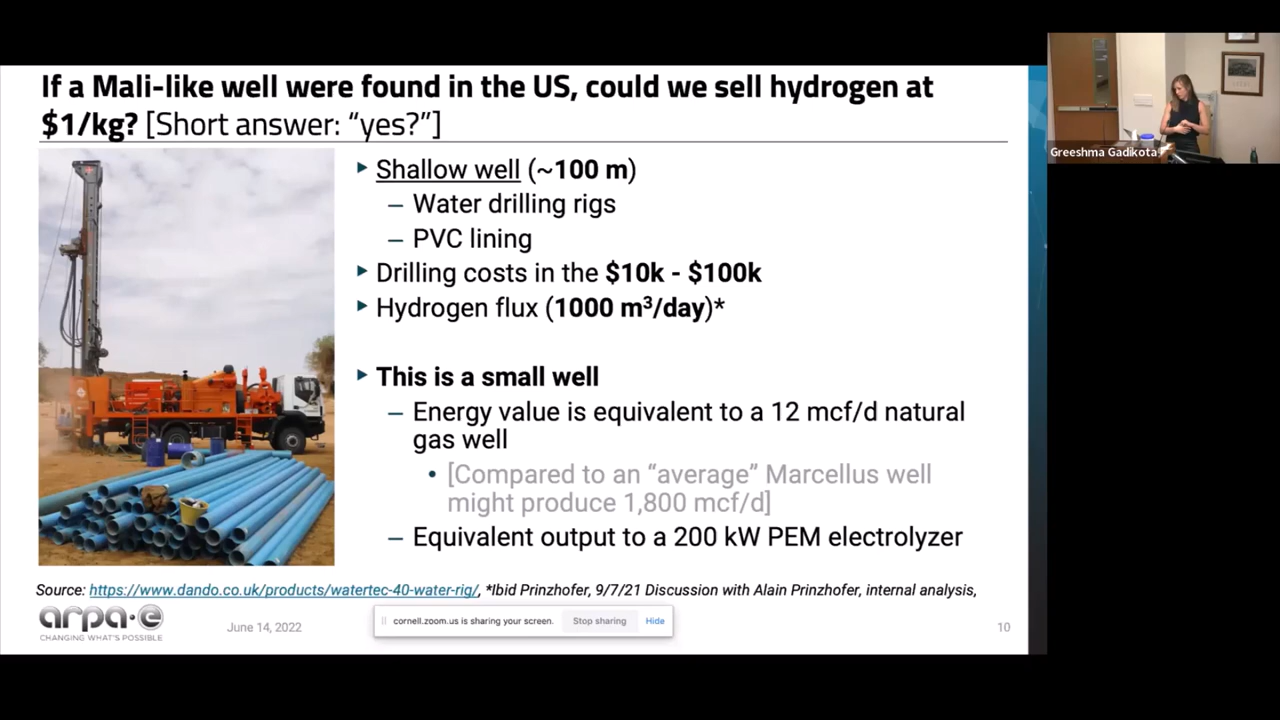 If a Mali-like well were found in the US, could we sell hydrogen at
$1/kg? [Short answer: “yes?”]
Shallow well (~100 m)
– Water drilling rigs
– PVC lining
Drilling costs in the $10k - $100k
Hydrogen flux (1000 m³/day)*
This is a small well
– Energy value is equivalent to a 12 mcf/d natural
gas well
• [Compared to an “average” Marcellus well
might produce 1,800 mcf/d]
– Equivalent output to a 200 kW PEM electrolyzer
Source: https://www.dando.co.uk/products/watertec-40-water-rig/, *Ibid Prinzhofer, 9/7/21 Discussion with Alain Prinzhofer, internal analysis,
arpa·e
CHANGING WHAT'S POSSIBLE
June 14, 2022
cornell.zoom.us is sharing your screen.
Stop sharing
Hide
10
Greeshma Gadikota